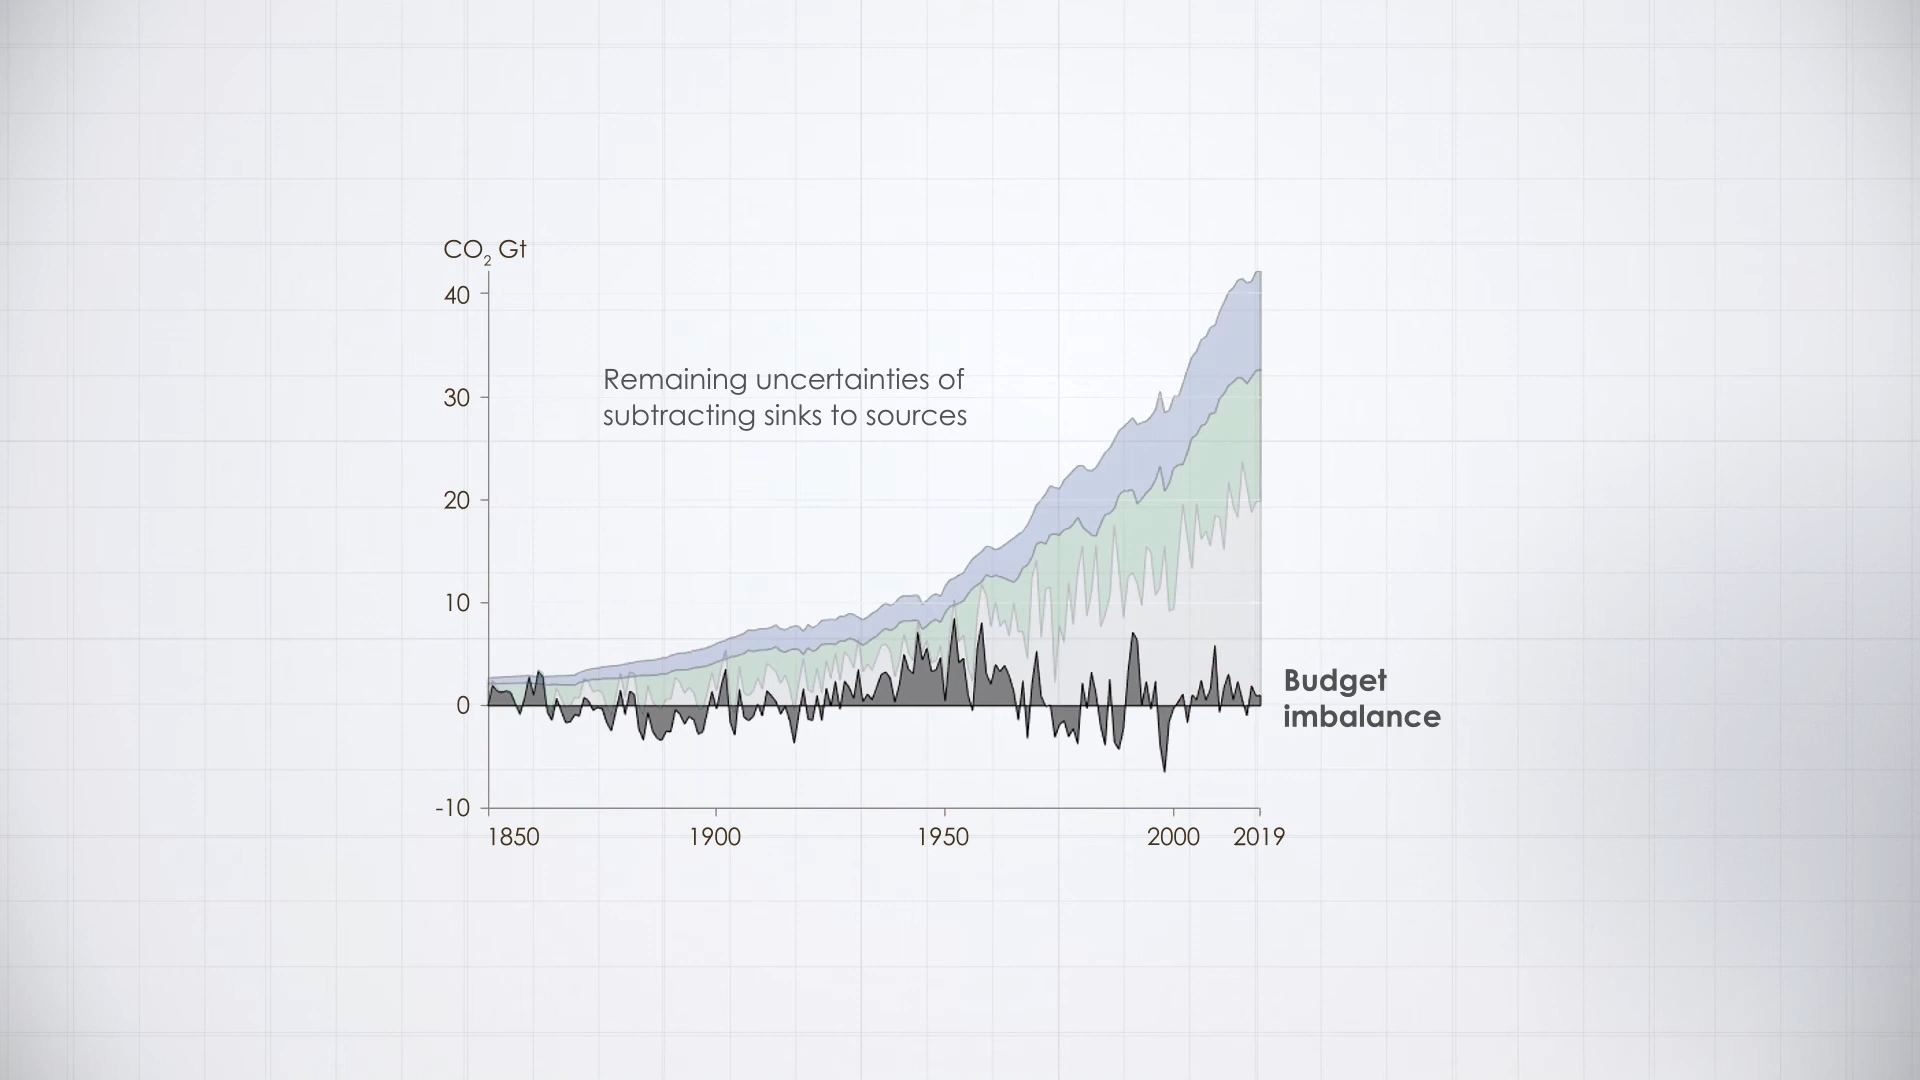 CO₂ Gt
40
30
20
10
0
-10
1850 1900 1950 2000 2019
Remaining uncertainties of
subtracting sinks to sources
Budget
imbalance